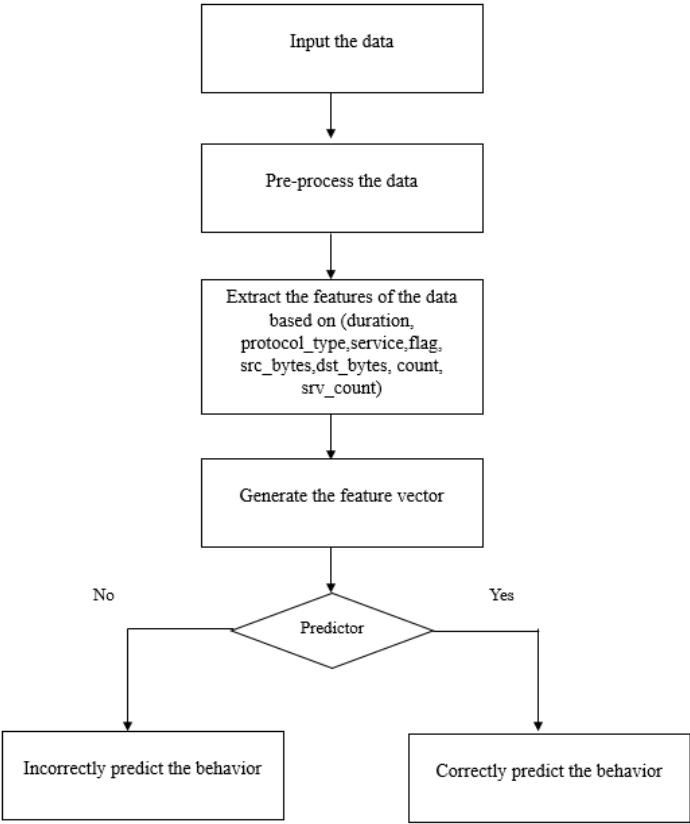 Input the data
Pre-process the data
Extract the features of the data
based on (duration,
protocol_type,service,flag,
src_bytes,dst_bytes, count,
srv_count)
Generate the feature vector
No
Yes
Predictor
Incorrectly predict the behavior
Correctly predict the behavior